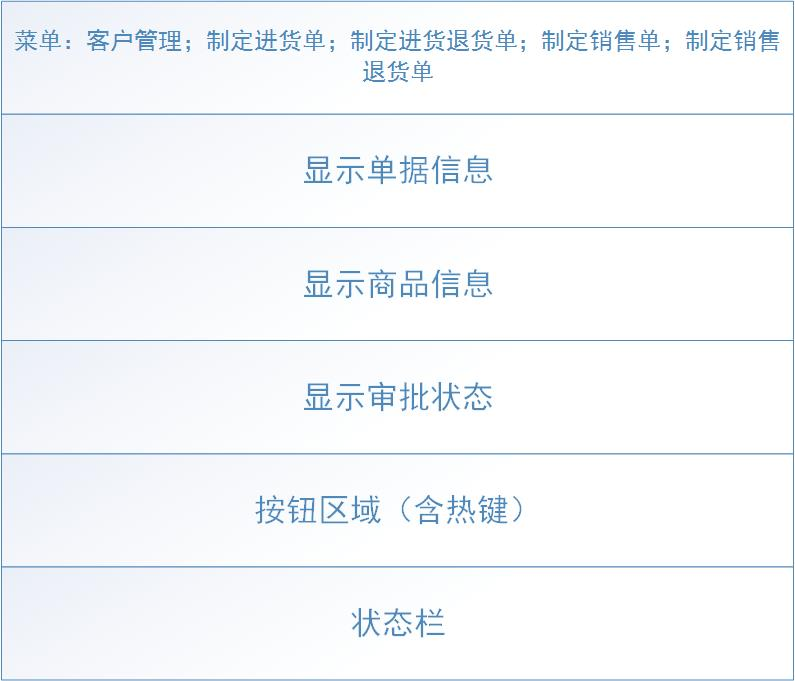 菜单：客户管理；制定进货单；制定进货退货单；制定销售单；制定销售
退货单
显示单据信息
显示商品信息
显示审批状态
按钮区域（含热键）
状态栏